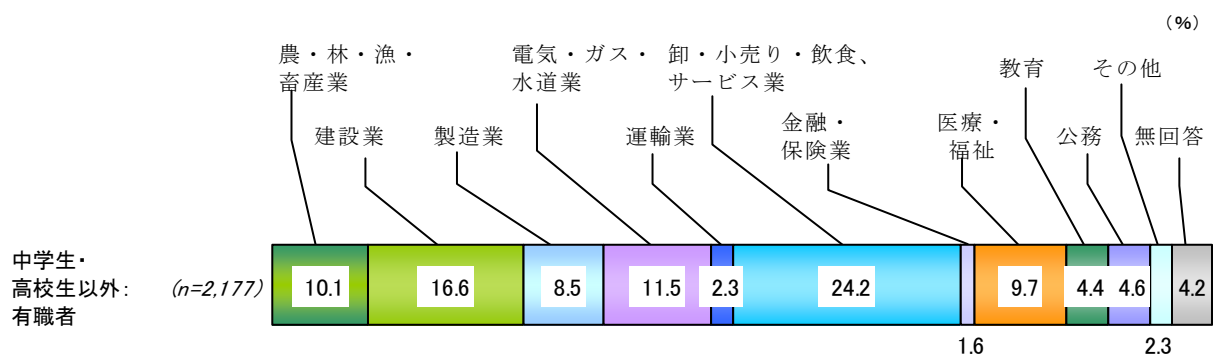 (%)
農・林・漁・
畜産業
電気・ガス・
水道業
卸・小売り・飲食、
サービス業
教育
その他
建設業
製造業
運輸業
金融・
保険業
医療・
福祉
公務
無回答
中学生・
高校生以外:
有職者
(n=2,177)
10.1
16.6
8.5
11.5
2.3
24.2
9.7
4.4
4.6
4.2
1.6
2.3